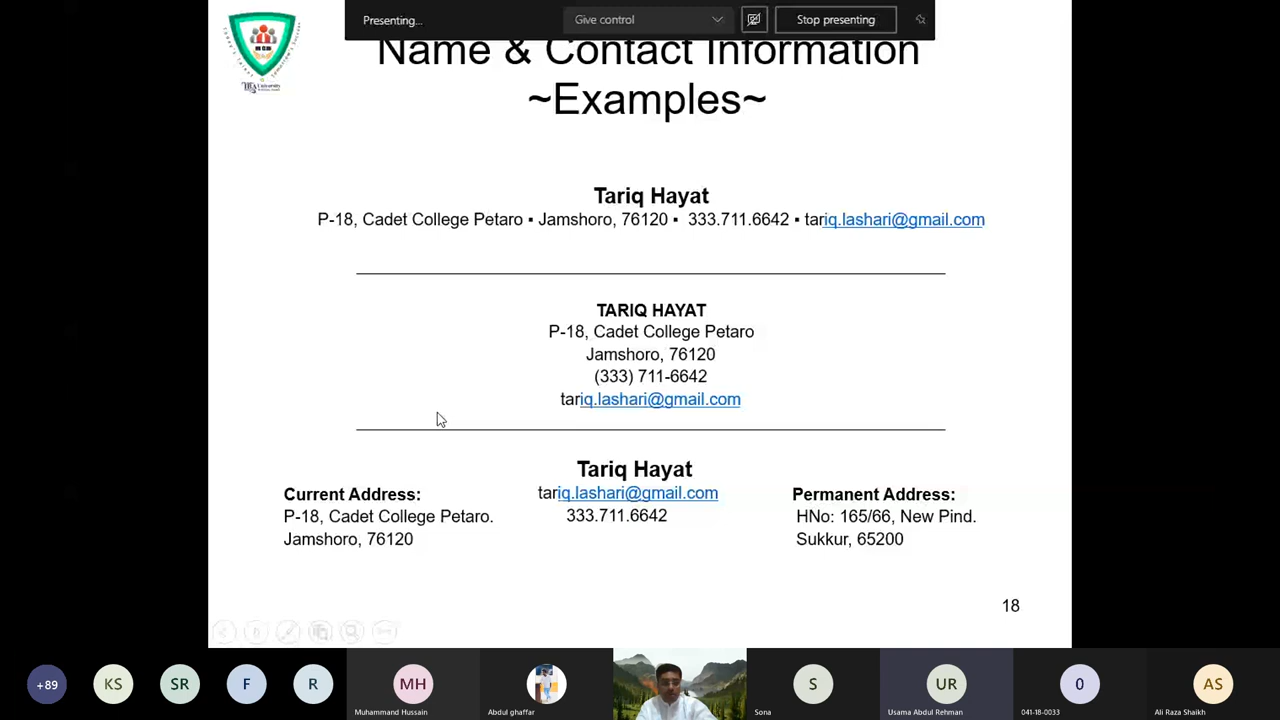 Presenting...
Give control
Stop presenting
Name & Contact Information
~Examples~
Tariq Hayat
P-18, Cadet College Petaro ▪ Jamshoro, 76120 ▪ 333.711.6642 ▪ tariq.lashari@gmail.com
TARIQ HAYAT
P-18, Cadet College Petaro
Jamshoro, 76120
(333) 711-6642
tariq.lashari@gmail.com
Tariq Hayat
tariq.lashari@gmail.com
333.711.6642
Current Address:
P-18, Cadet College Petaro.
Jamshoro, 76120
Permanent Address:
HNo: 165/66, New Pind.
Sukkur, 65200
18
+89
KS
SR
F
R
MH
Muhammand Hussain
Abdul ghaffar
S
Sona
UR
Usama Abdul Rehman
0
041-18-0033
AS
Ali Raza Shaikh